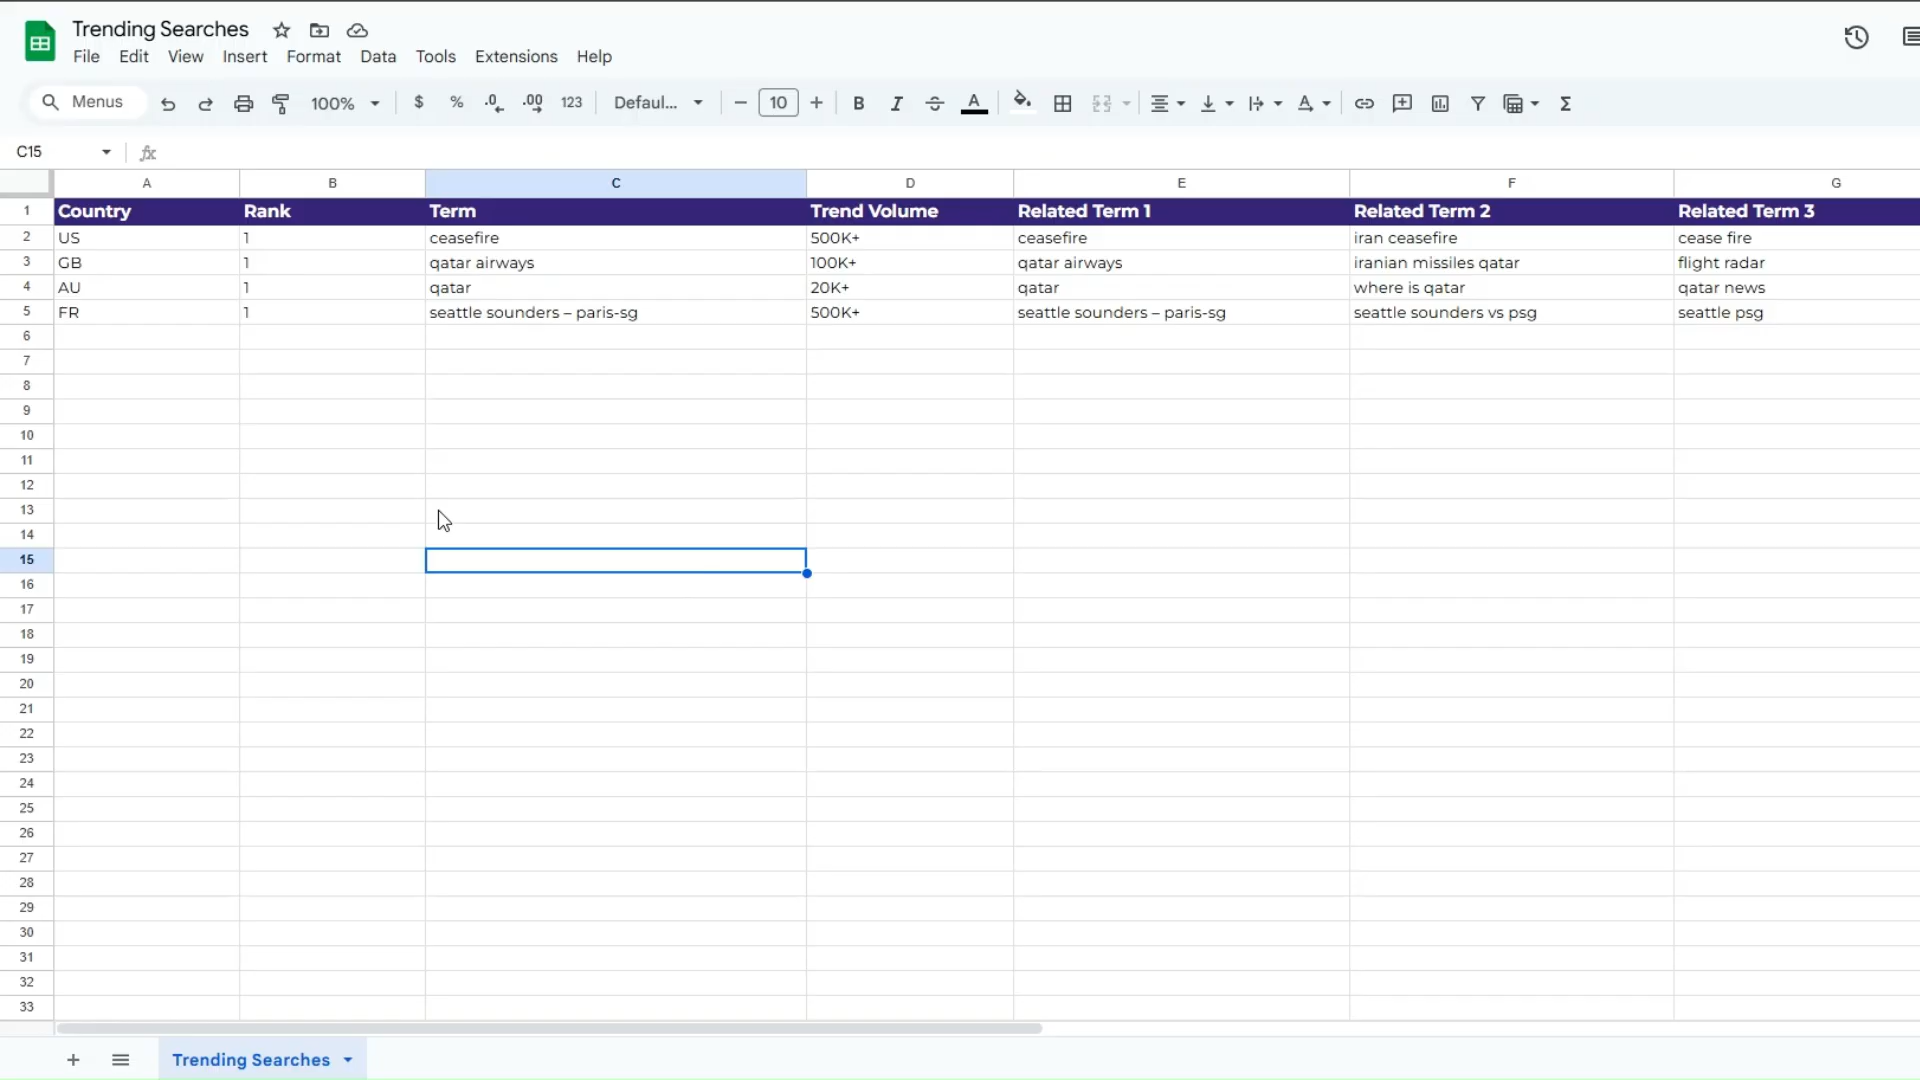 Trending Searches
File Edit View Insert Format Data Tools Extensions Help
Menus 100% $ % .0 .00 123 Defaul... 10 B I A A Σ
C15 fx
A B C D E F G
1 Country Rank Term Trend Volume Related Term 1 Related Term 2 Related Term 3
2 US 1 ceasefire 500K+ ceasefire iran ceasefire cease fire
3 GB 1 qatar airways 100K+ qatar airways iranian missiles qatar flight radar
4 AU 1 qatar 20K+ qatar where is qatar qatar news
5 FR 1 seattle sounders – paris-sg 500K+ seattle sounders – paris-sg seattle sounders vs psg seattle psg
6
7
8
9
10
11
12
13
14
15
16
17
18
19
20
21
22
23
24
25
26
27
28
29
30
31
32
33
Trending Searches